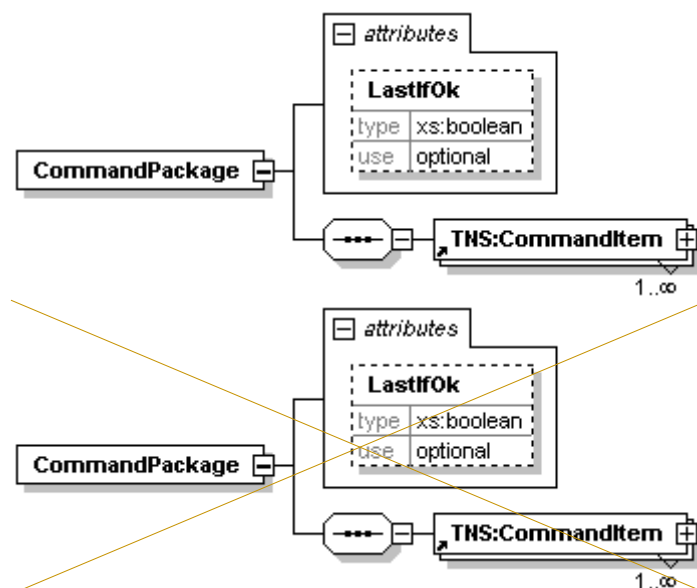 attributes
LastIfOk
type xs:boolean
use optional
CommandPackage
TNS:CommandItem
1..∞
attributes
LastIfOk
type xs:boolean
use optional
CommandPackage
TNS:CommandItem
1..∞